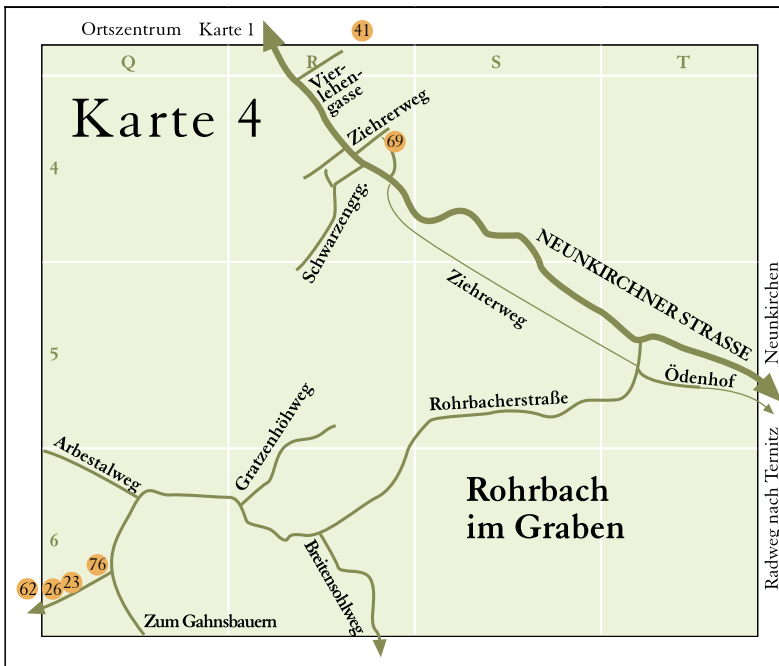 Ortszentrum Karte 1
41
Q
R
S
T
Vier-
lehen-
gasse
Karte 4
Ziehrerweg
69
4
Schwarzengrg.
NEUNKIRCHNER STRASSE
Ziehrerweg
Neunkirchen
5
Ödenhof
Rohrbacherstraße
Gratzenhöhweg
Arbestalweg
Rohrbach
im Graben
Radweg nach Ternitz
6
Breitensohlweg
76
62
26
23
Zum Gahnsbauern